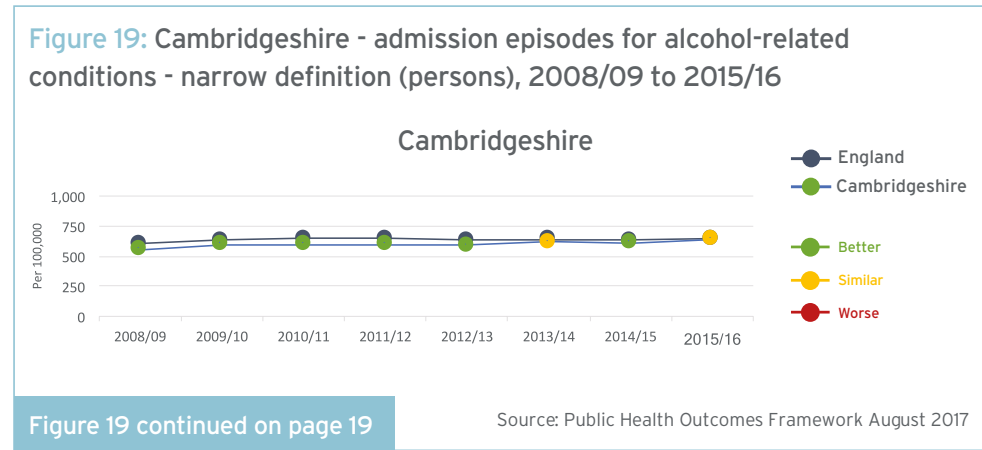 Figure 19: Cambridgeshire - admission episodes for alcohol-related
conditions - narrow definition (persons), 2008/09 to 2015/16
Cambridgeshire
England
Cambridgeshire
Better
Similar
Worse
Per 100,000
1,000
750
500
250
0
2008/09 2009/10 2010/11 2011/12 2012/13 2013/14 2014/15 2015/16
Figure 19 continued on page 19
Source: Public Health Outcomes Framework August 2017